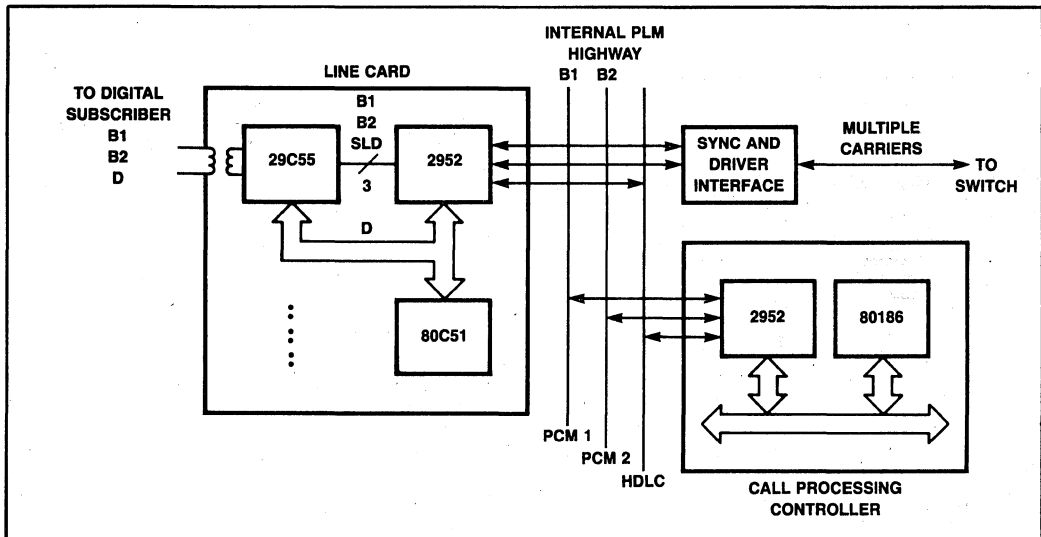 INTERNAL PLM
HIGHWAY
B1 B2
LINE CARD
TO DIGITAL
SUBSCRIBER
B1
B2
D
B1
B2
SLD
3
29C55
2952
D
80C51
SYNC AND
DRIVER
INTERFACE
MULTIPLE
CARRIERS
TO
SWITCH
2952
80186
PCM 1
PCM 2
HDLC
CALL PROCESSING
CONTROLLER